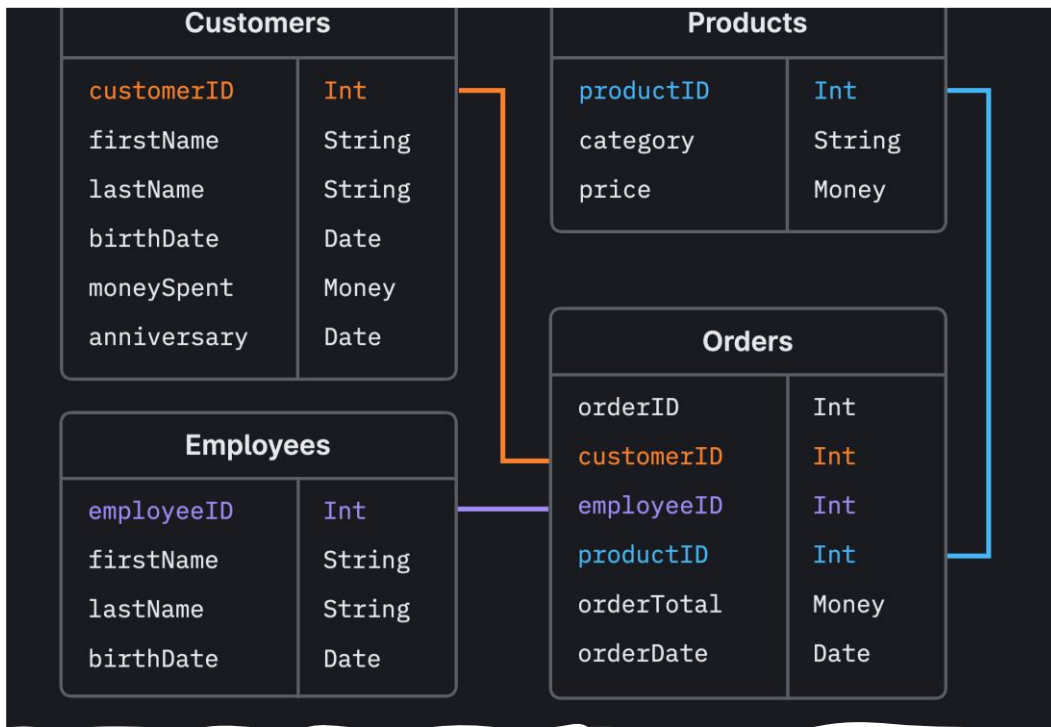 Customers
customerID Int
firstName String
lastName String
birthDate Date
moneySpent Money
anniversary Date
Products
productID Int
category String
price Money
Employees
employeeID Int
firstName String
lastName String
birthDate Date
Orders
orderID Int
customerID Int
employeeID Int
productID Int
orderTotal Money
orderDate Date